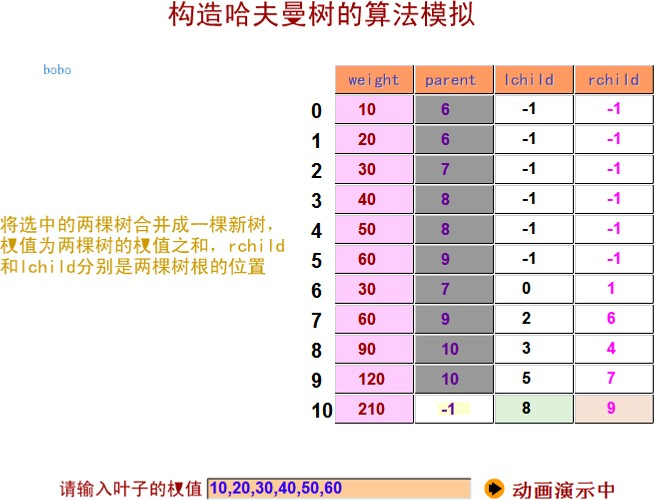 构造哈夫曼树的算法模拟
bobo
weight parent lchild rchild
0 10 6 -1 -1
1 20 6 -1 -1
2 30 7 -1 -1
3 40 8 -1 -1
4 50 8 -1 -1
5 60 9 -1 -1
6 30 7 0 1
7 60 9 2 6
8 90 10 3 4
9 120 10 5 7
10 210 -1 8 9
将选中的两棵树合并成一棵新树，
权值为两棵树的权值之和，rchild
和lchild分别是两棵树根的位置
请输入叶子的权值 10,20,30,40,50,60 动画演示中